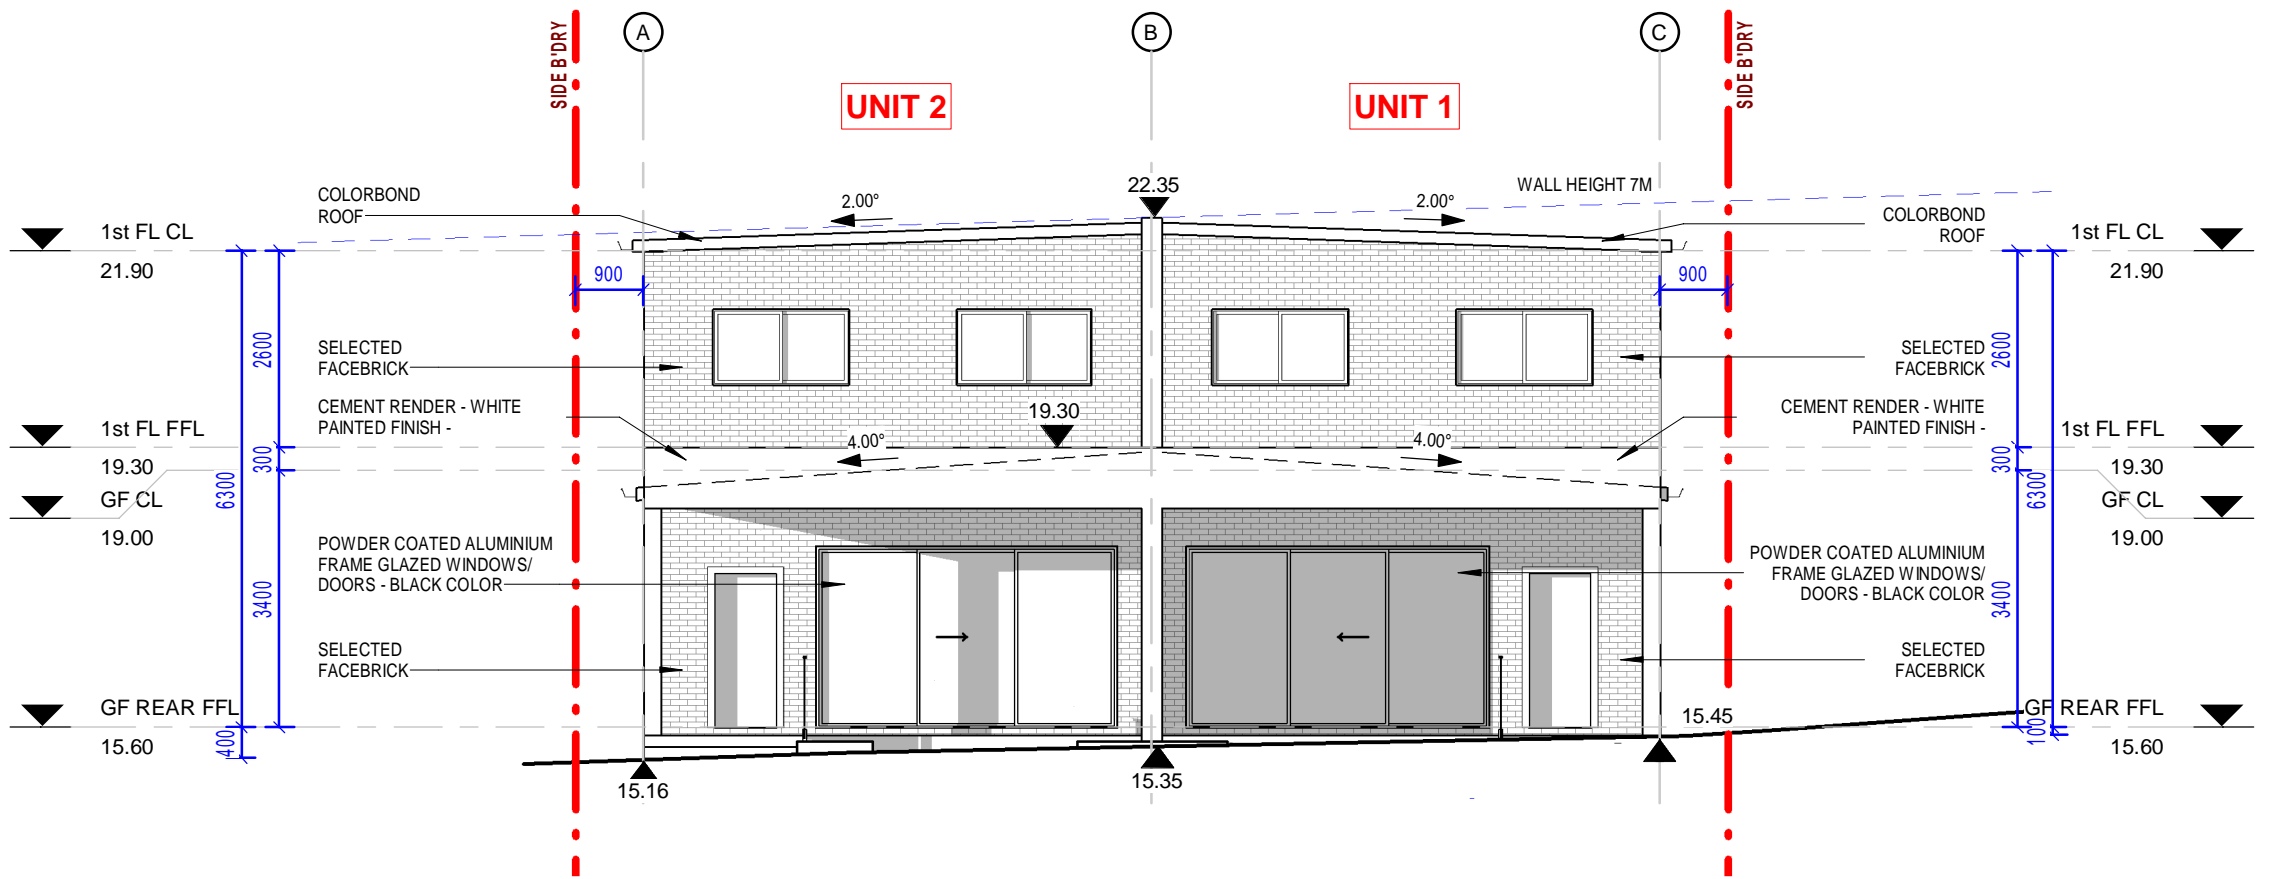 SIDE B'DRY
A
B
C
SIDE B'DRY
UNIT 2
UNIT 1
22.35
WALL HEIGHT 7M
2.00°
2.00°
COLORBOND
ROOF
COLORBOND
ROOF
1st FL CL
21.90
1st FL CL
21.90
900
900
2600
2600
SELECTED
FACEBRICK
SELECTED
FACEBRICK
CEMENT RENDER - WHITE
PAINTED FINISH -
19.30
CEMENT RENDER - WHITE
PAINTED FINISH -
4.00°
4.00°
1st FL FFL
19.30
1st FL FFL
19.30
300
300
6300
6300
GF CL
19.00
GF CL
19.00
POWDER COATED ALUMINIUM
FRAME GLAZED WINDOWS/
DOORS - BLACK COLOR
POWDER COATED ALUMINIUM
FRAME GLAZED WINDOWS/
DOORS - BLACK COLOR
3400
3400
SELECTED
FACEBRICK
SELECTED
FACEBRICK
GF REAR FFL
15.60
15.45
GF REAR FFL
15.60
400
100
15.16
15.35